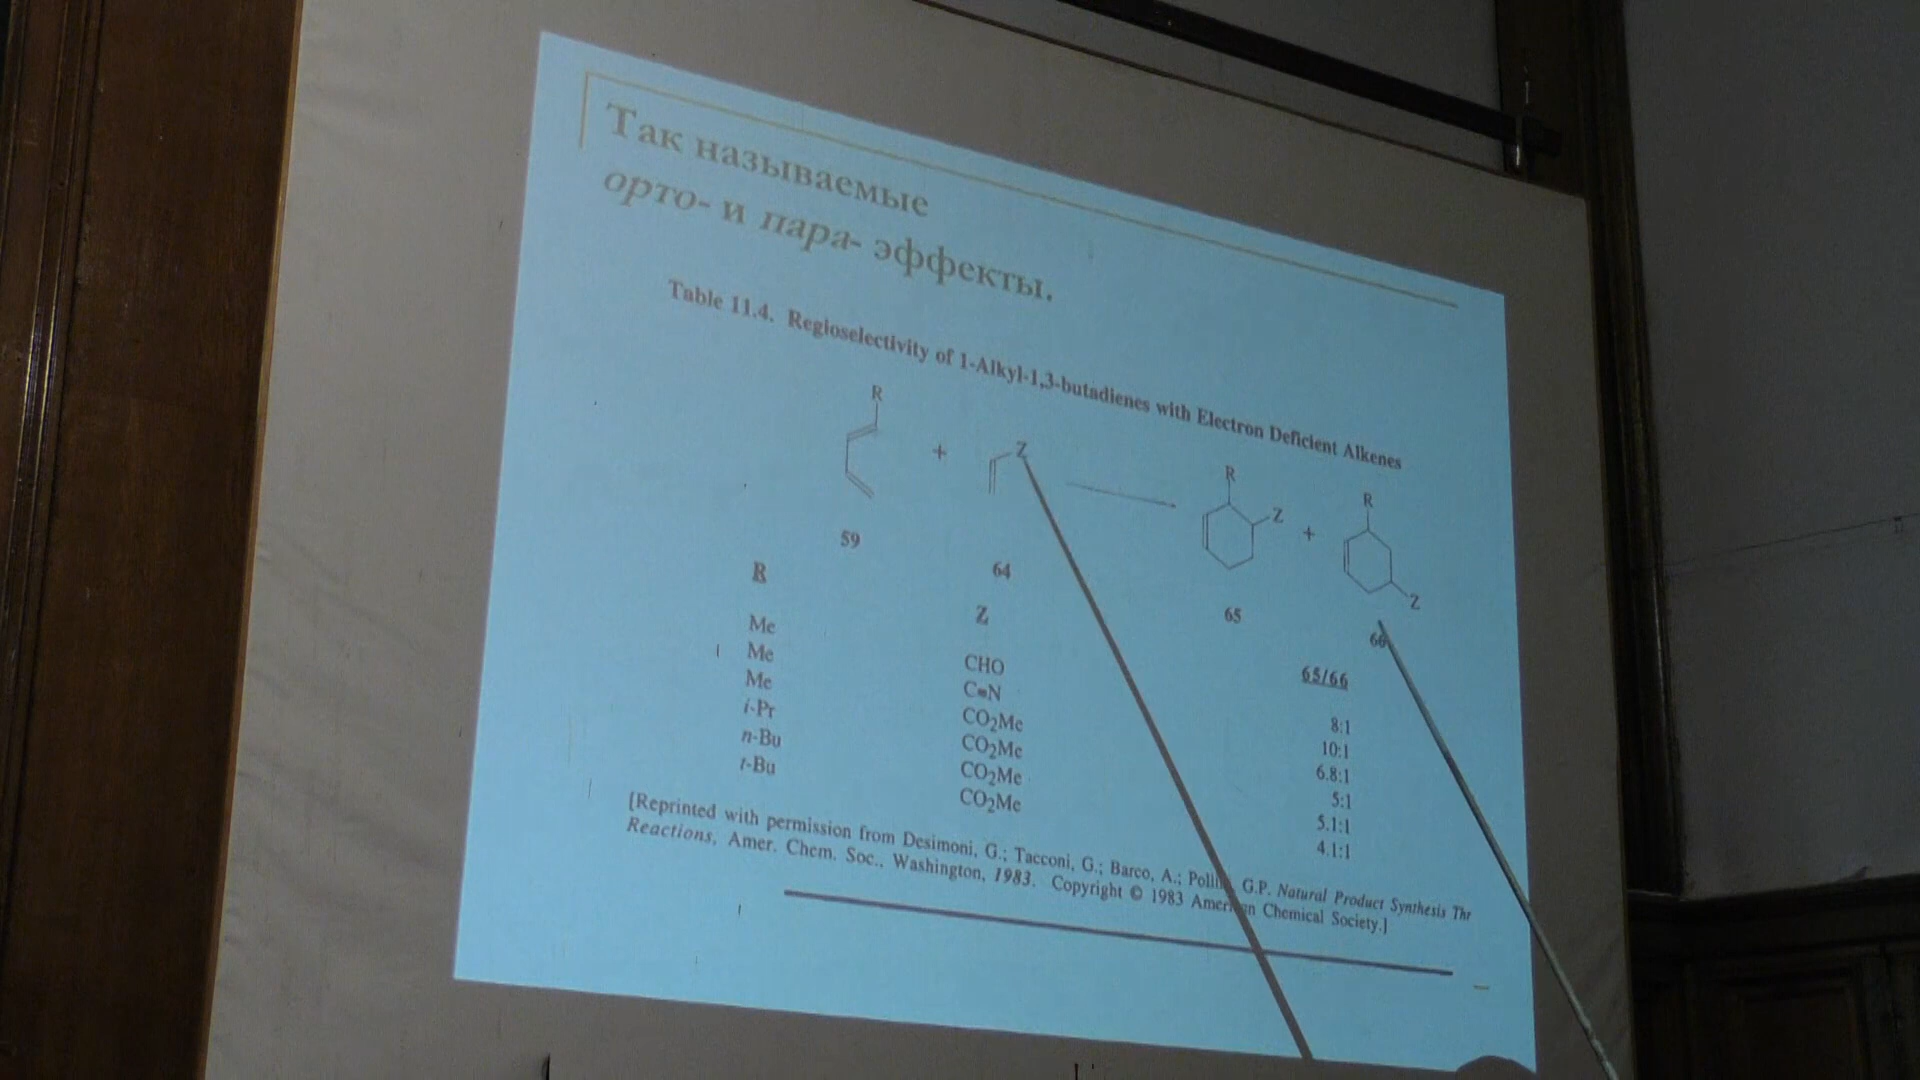 Так называемые
орто- и пара- эффекты.
Table 11.4. Regioselectivity of 1-Alkyl-1,3-butadienes with Electron Deficient Alkenes
R
+
Z
R
Z
+
R
Z
59
64
65
66
R
Z
65/66
Me
CHO
8:1
Me
C≡N
10:1
Me
CO2Me
6.8:1
i-Pr
CO2Me
5:1
n-Bu
CO2Me
5.1:1
t-Bu
CO2Me
4.1:1
[Reprinted with permission from Desimoni, G.; Tacconi, G.; Barco, A.; G.P. Natural Product Synthesis Thr
Reactions, Amer. Chem. Soc., Washington, 1983. Copyright © 1983 American Chemical Society.]